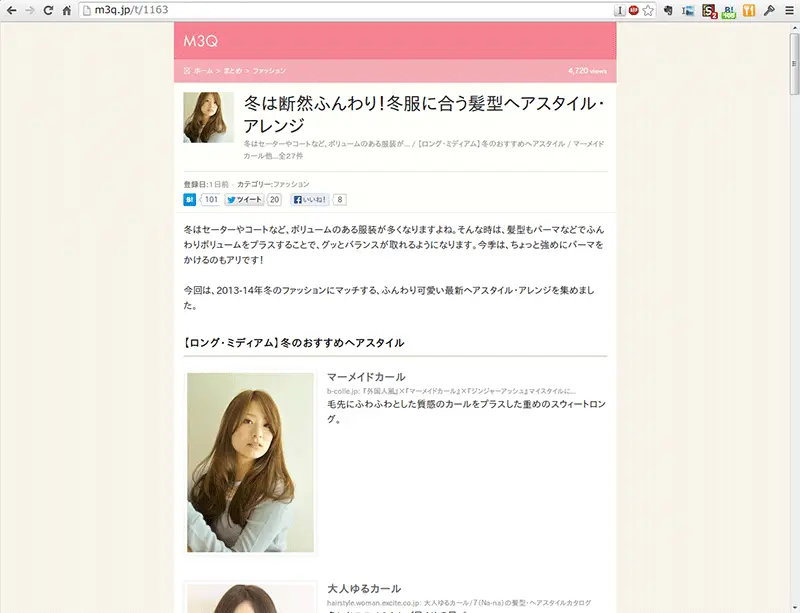 m3q.jp/t/1163
M3Q
ホーム > まとめ > ファッション
4,720 views
冬は断然ふんわり！冬服に合う髪型ヘアスタイル・
アレンジ
冬はセーターやコートなど、ボリュームのある服装が... / 【ロング・ミディアム】冬のおすすめヘアスタイル / マーメイド
カール他...全27件
登録日:1日前 - カテゴリー:ファッション
B! 101 ツイート 20 いいね！ 8
冬はセーターやコートなど、ボリュームのある服装が多くなりますよね。そんな時は、髪型もパーマなどでふん
わりボリュームをプラスすることで、グッとバランスが取れるようになります。今季は、ちょっと強めにパーマを
かけるのもアリです！
今回は、2013-14年冬のファッションにマッチする、ふんわり可愛い最新ヘアスタイル・アレンジを集めまし
た。
【ロング・ミディアム】冬のおすすめヘアスタイル
マーメイドカール
b-colle.jp: 『外国人風』×『マーメイドカール』×『ジンジャーアッシュ』マイスタイルに...
毛先にふわふわとした質感のカールをプラスした重めのスウィートロン
グ。
大人ゆるカール
hairstyle.woman.excite.co.jp: 大人ゆるカール/7(Na-na)の髪型・ヘアスタイルカタログ